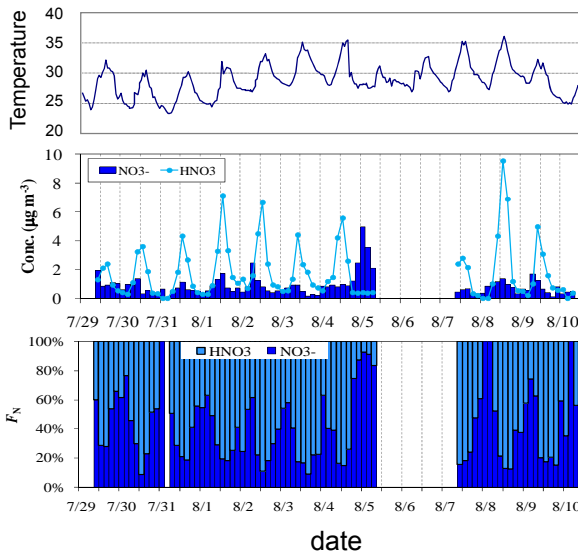 40
35
30
25
20
Temperature
10
8
6
4
2
0
Conc. (μg m-3)
NO3- HNO3
7/29 7/30 7/31 8/1 8/2 8/3 8/4 8/5 8/6 8/7 8/8 8/9 8/10
100%
80%
60%
40%
20%
0%
FN
HNO3 NO3-
7/29 7/30 7/31 8/1 8/2 8/3 8/4 8/5 8/6 8/7 8/8 8/9 8/10
date